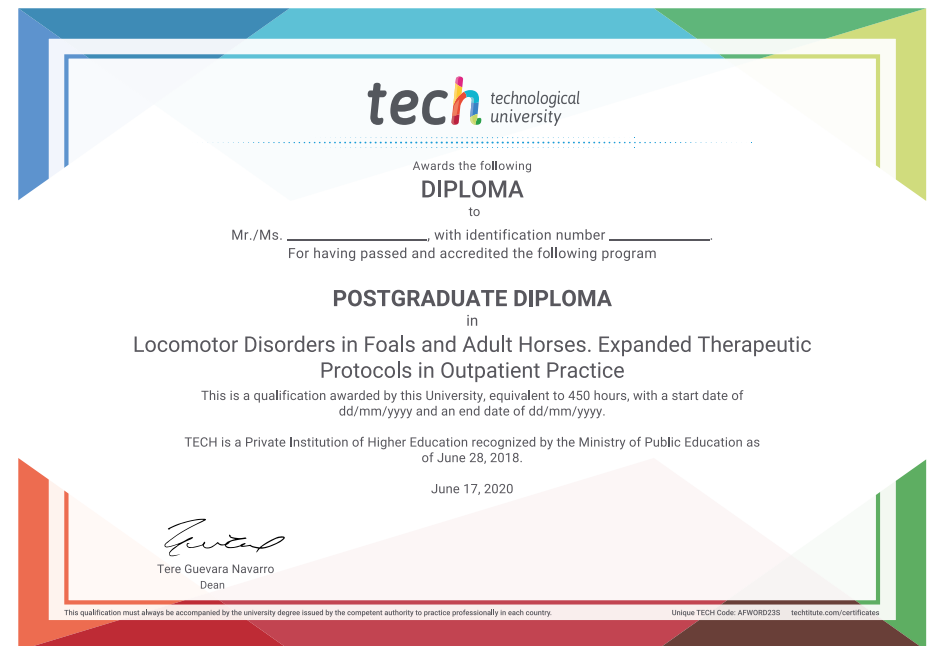 tech technological
university
Awards the following
DIPLOMA
to
Mr./Ms. ____________________, with identification number ______________.
For having passed and accredited the following program
POSTGRADUATE DIPLOMA
in
Locomotor Disorders in Foals and Adult Horses. Expanded Therapeutic
Protocols in Outpatient Practice
This is a qualification awarded by this University, equivalent to 450 hours, with a start date of
dd/mm/yyyy and an end date of dd/mm/yyyy.
TECH is a Private Institution of Higher Education recognized by the Ministry of Public Education as
of June 28, 2018.
June 17, 2020
Tere Guevara Navarro
Dean
This qualification must always be accompanied by the university degree issued by the competent authority to practice professionally in each country.
Unique TECH Code: AFWORD23S techtitute.com/certificates